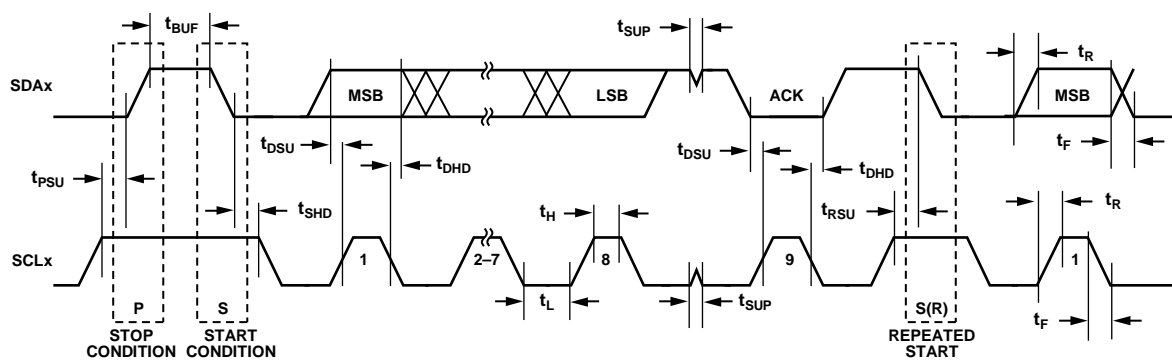 tBUF
tSUP
tR
SDAx
MSB
LSB
ACK
MSB
tDSU
tDHD
tDSU
tDHD
tF
tPSU
tSHD
tH
tRSU
tR
SCLx
1
2–7
8
9
1
P
S
tL
tSUP
S(R)
tF
STOP
CONDITION
START
CONDITION
REPEATED
START